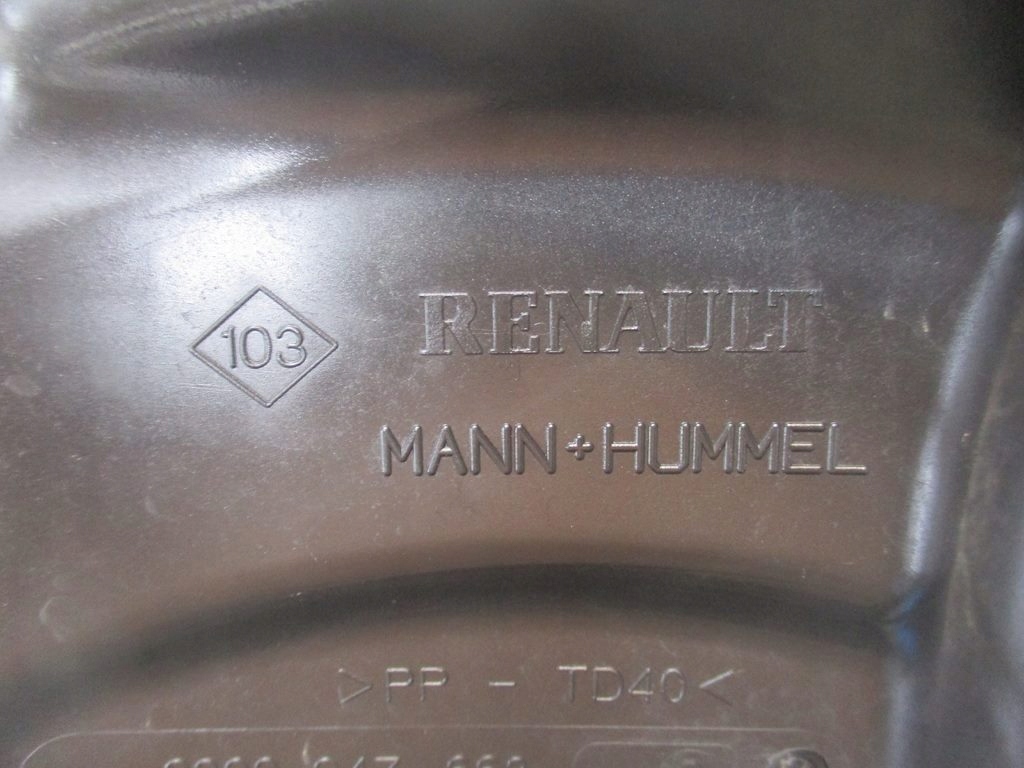 103
RENAULT
MANN+HUMMEL
>PP - TD40<